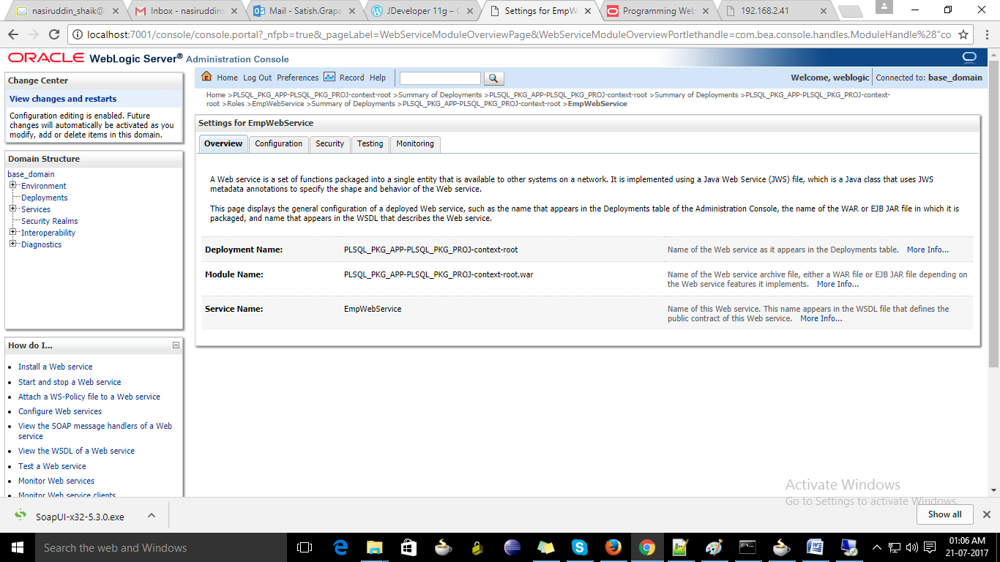 nasiruddin_shaik@
Inbox - nasiruddins
Mail - Satish.Grapa
JDeveloper 11g – C
Settings for EmpW
Programming Web
192.168.2.41
localhost:7001/console/console.portal?_nfpb=true&_pageLabel=WebServiceModuleOverviewPage&WebServiceModuleOverviewPortlethandle=com.bea.console.handles.ModuleHandle%28"co
ORACLE WebLogic Server® Administration Console
Change Center
View changes and restarts
Configuration editing is enabled. Future
changes will automatically be activated as you
modify, add or delete items in this domain.
Domain Structure
base_domain
Environment
Deployments
Services
Security Realms
Interoperability
Diagnostics
How do I...
Install a Web service
Start and stop a Web service
Attach a WS-Policy file to a Web service
Configure Web services
View the SOAP message handlers of a Web
service
View the WSDL of a Web service
Test a Web service
Monitor Web services
Monitor Web service clients
Home Log Out Preferences Record Help
Welcome, weblogic Connected to: base_domain
Home >PLSQL_PKG_APP-PLSQL_PKG_PROJ-context-root >Summary of Deployments >PLSQL_PKG_APP-PLSQL_PKG_PROJ-context-root >Summary of Deployments >PLSQL_PKG_APP-PLSQL_PKG_PROJ-context-
root >Roles >EmpWebService >Summary of Deployments >PLSQL_PKG_APP-PLSQL_PKG_PROJ-context-root >EmpWebService
Settings for EmpWebService
Overview Configuration Security Testing Monitoring
A Web service is a set of functions packaged into a single entity that is available to other systems on a network. It is implemented using a Java Web Service (JWS) file, which is a Java class that uses JWS
metadata annotations to specify the shape and behavior of the Web service.
This page displays the general configuration of a deployed Web service, such as the name that appears in the Deployments table of the Administration Console, the name of the WAR or EJB JAR file in which it is
packaged, and name that appears in the WSDL that describes the Web service.
Deployment Name: PLSQL_PKG_APP-PLSQL_PKG_PROJ-context-root Name of the Web service as it appears in the Deployments table. More Info...
Module Name: PLSQL_PKG_APP-PLSQL_PKG_PROJ-context-root.war Name of the Web service archive file, either a WAR file or EJB JAR file depending on
the Web service features it implements. More Info...
Service Name: EmpWebService Name of this Web service. This name appears in the WSDL file that defines the
public contract of this Web service. More Info...
Activate Windows
Go to Settings to activate Windows.
SoapUI-x32-5.3.0.exe
Show all
Search the web and Windows
01:06 AM
21-07-2017